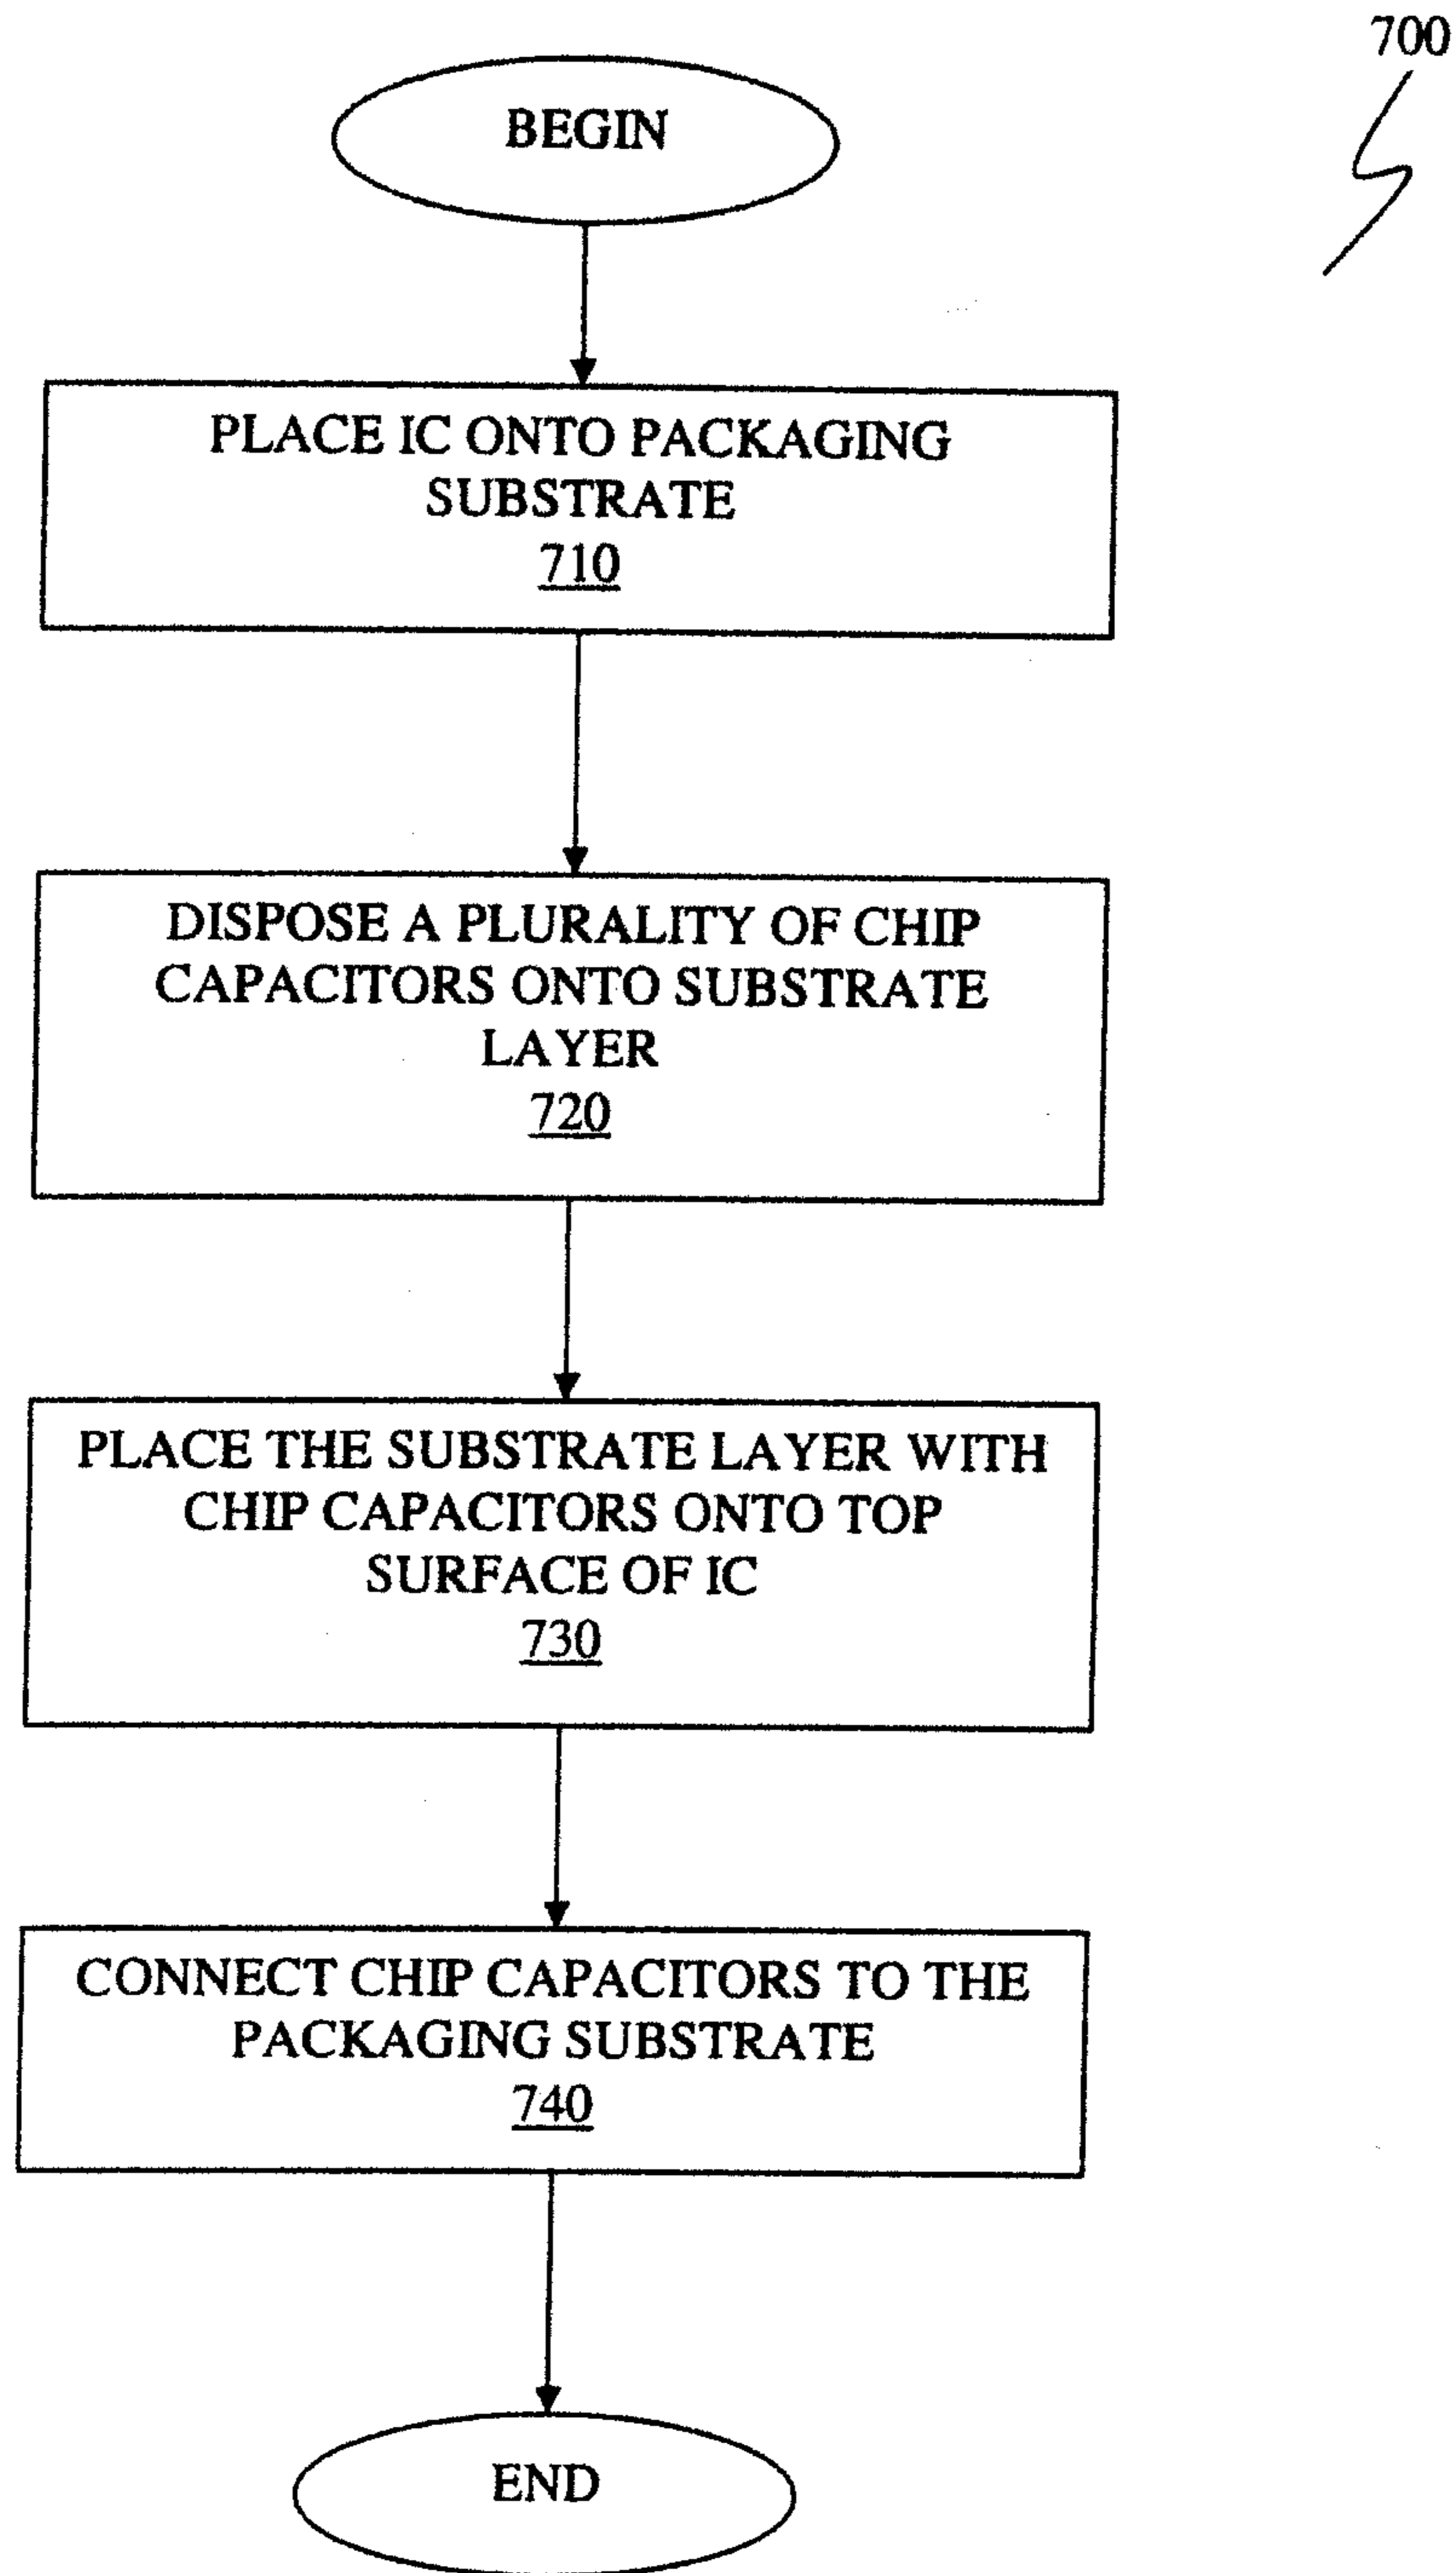 700
BEGIN
PLACE IC ONTO PACKAGING
SUBSTRATE
710
DISPOSE A PLURALITY OF CHIP
CAPACITORS ONTO SUBSTRATE
LAYER
720
PLACE THE SUBSTRATE LAYER WITH
CHIP CAPACITORS ONTO TOP
SURFACE OF IC
730
CONNECT CHIP CAPACITORS TO THE
PACKAGING SUBSTRATE
740
END